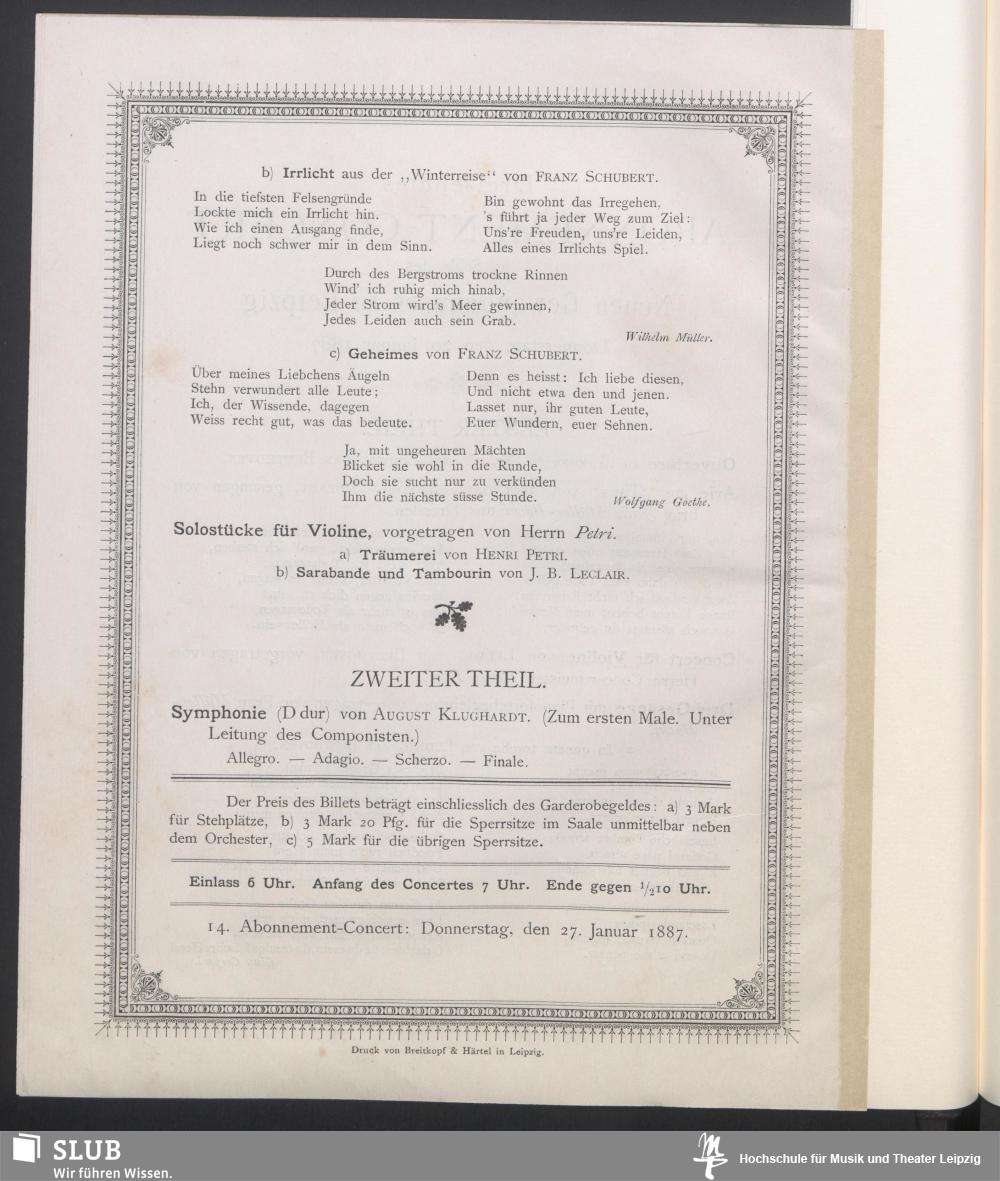 b) Irrlicht aus der ,,Winterreise“ von FRANZ SCHUBERT.
In die tiefsten Felsengründe
Lockte mich ein Irrlicht hin.
Wie ich einen Ausgang finde,
Liegt noch schwer mir in dem Sinn.
Bin gewohnt das Irregehen,
's führt ja jeder Weg zum Ziel:
Uns're Freuden, uns're Leiden,
Alles eines Irrlichts Spiel.
Durch des Bergstroms trockne Rinnen
Wind' ich ruhig mich hinab,
Jeder Strom wird's Meer gewinnen,
Jedes Leiden auch sein Grab.
Wilhelm Müller.
c) Geheimes von FRANZ SCHUBERT.
Über meines Liebchens Äugeln
Stehn verwundert alle Leute;
Ich, der Wissende, dagegen
Weiss recht gut, was das bedeute.
Denn es heisst: Ich liebe diesen,
Und nicht etwa den und jenen.
Lasset nur, ihr guten Leute,
Euer Wundern, euer Sehnen.
Ja, mit ungeheuren Mächten
Blicket sie wohl in die Runde,
Doch sie sucht nur zu verkünden
Ihm die nächste süsse Stunde.
Wolfgang Goethe.
Solostücke für Violine, vorgetragen von Herrn Petri.
a) Träumerei von HENRI PETRI.
b) Sarabande und Tambourin von J. B. LECLAIR.
ZWEITER THEIL.
Symphonie (D dur) von AUGUST KLUGHARDT. (Zum ersten Male. Unter
Leitung des Componisten.)
Allegro. — Adagio. — Scherzo. — Finale.
Der Preis des Billets beträgt einschliesslich des Garderobegeldes: a) 3 Mark
für Stehplätze, b) 3 Mark 20 Pfg. für die Sperrsitze im Saale unmittelbar neben
dem Orchester, c) 5 Mark für die übrigen Sperrsitze.
Einlass 6 Uhr. Anfang des Concertes 7 Uhr. Ende gegen 1/2 10 Uhr.
14. Abonnement-Concert: Donnerstag, den 27. Januar 1887.
Druck von Breitkopf & Härtel in Leipzig.
SLUB
Wir führen Wissen.
Hochschule für Musik und Theater Leipzig